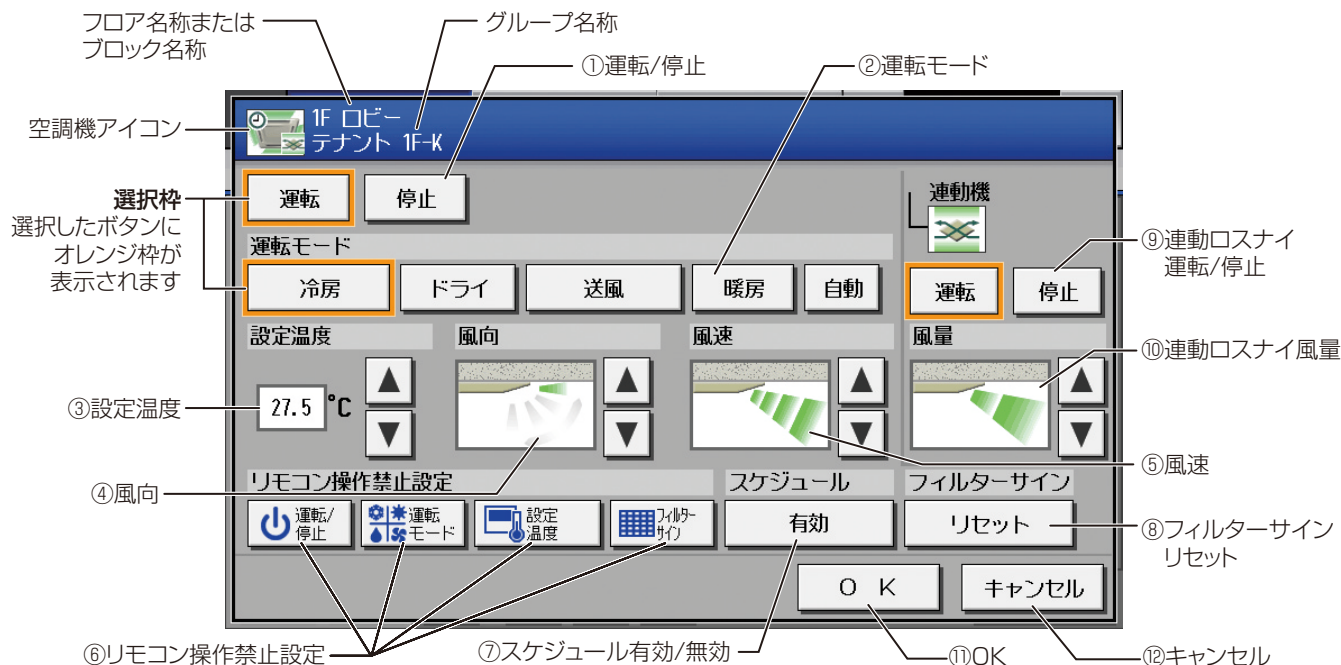 フロア名称または
ブロック名称
グループ名称
①運転/停止
②運転モード
空調機アイコン
1F ロビー
テナント 1F-K
選択枠
選択したボタンに
オレンジ枠が
表示されます
運転
停止
連動機
運転モード
冷房
ドライ
送風
暖房
自動
運転
停止
⑨連動ロスナイ
運転/停止
設定温度
風向
風速
風量
⑩連動ロスナイ風量
③設定温度
27.5 °C
▲
▼
▲
▼
▲
▼
▲
▼
④風向
⑤風速
リモコン操作禁止設定
スケジュール
フィルターサイン
運転/
停止
運転
モード
設定
温度
フィルター
サイン
有効
リセット
⑧フィルターサイン
リセット
OK
キャンセル
⑥リモコン操作禁止設定
⑦スケジュール有効/無効
⑪OK
⑫キャンセル